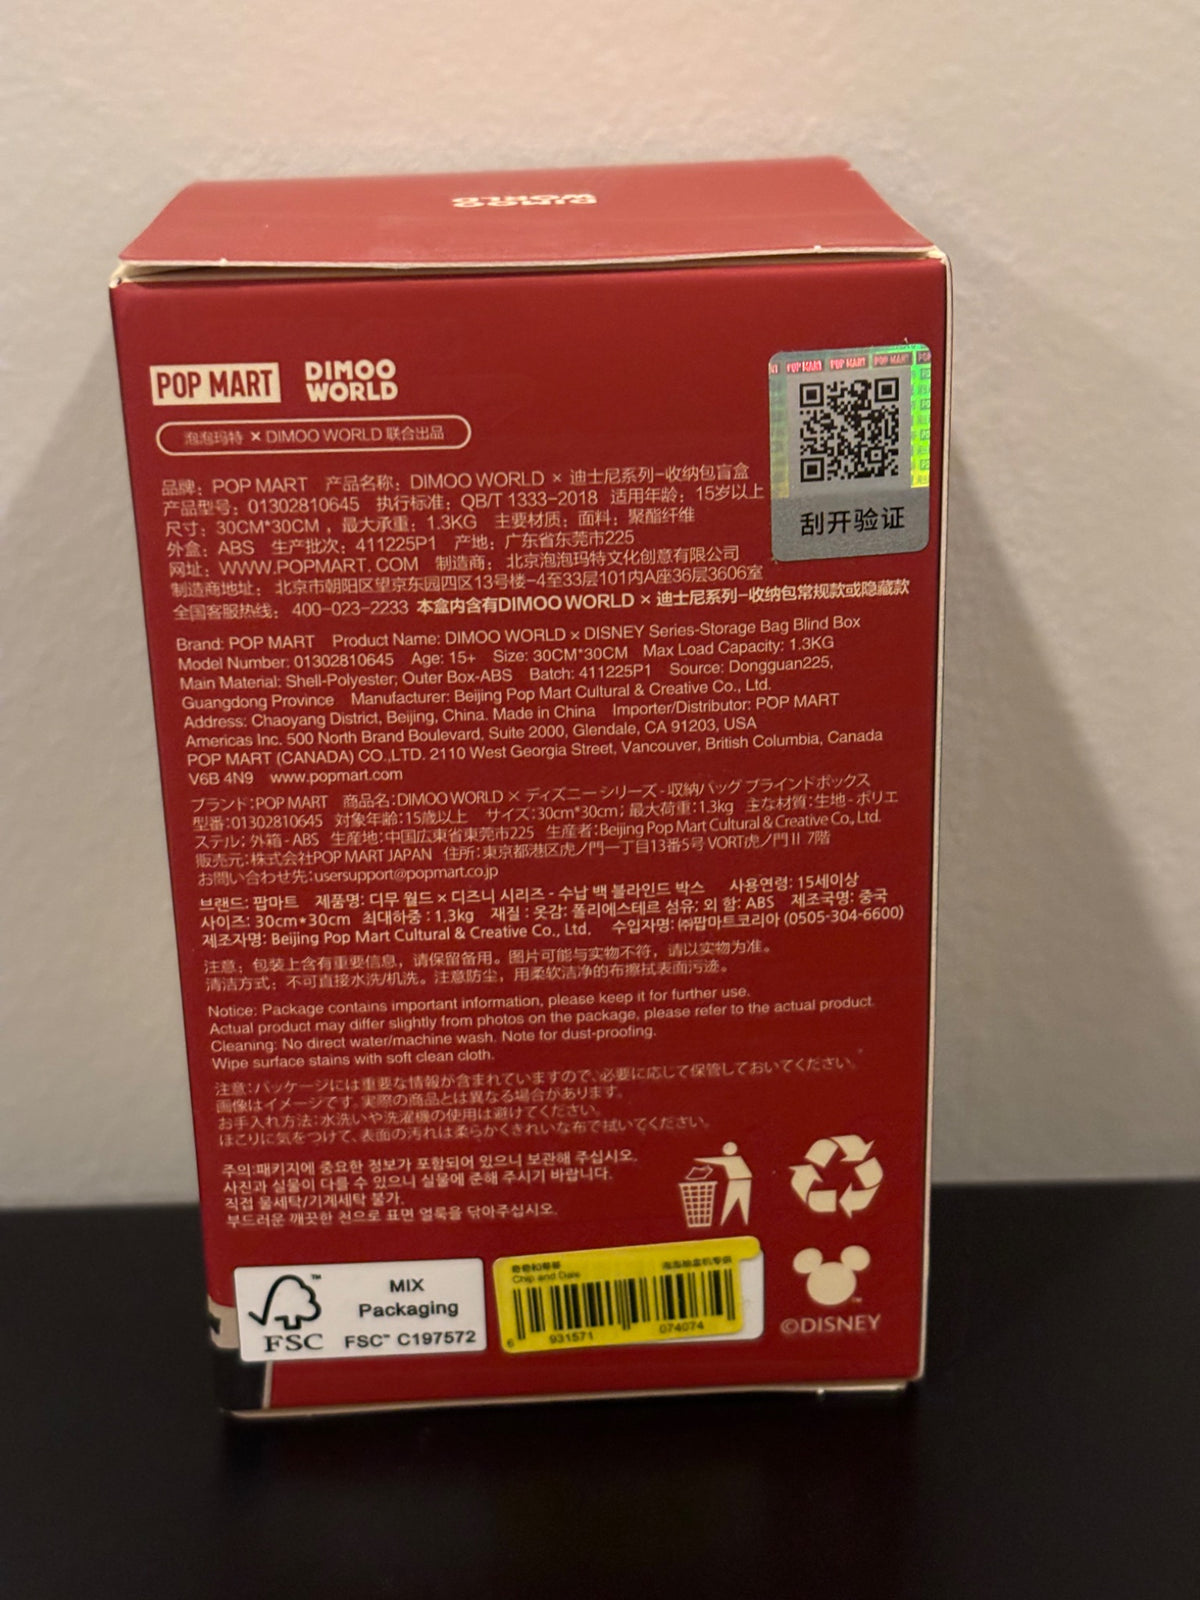 DIMOO
WORLD
POP MART
DIMOO
WORLD
泡泡玛特 × DIMOO WORLD 联合出品
POP MART POP MART POP MART
刮开验证
品牌：POP MART 产品名称：DIMOO WORLD × 迪士尼系列-收纳包盲盒
产品型号：01302810645 执行标准：QB/T 1333-2018 适用年龄：15岁以上
尺寸：30CM*30CM，最大承重：1.3KG 主要材质：面料：聚酯纤维
外盒：ABS 生产批次：411225P1 产地：广东省东莞市225
网址：WWW.POPMART.COM 制造商：北京泡泡玛特文化创意有限公司
制造商地址：北京市朝阳区望京东园四区13号楼-4至33层101内A座36层3606室
全国客服热线：400-023-2233 本盒内含有DIMOO WORLD × 迪士尼系列-收纳包常规款或隐藏款
Brand: POP MART Product Name: DIMOO WORLD × DISNEY Series-Storage Bag Blind Box
Model Number: 01302810645 Age: 15+ Size: 30CM*30CM Max Load Capacity: 1.3KG
Main Material: Shell-Polyester; Outer Box-ABS Batch: 411225P1 Source: Dongguan225,
Guangdong Province Manufacturer: Beijing Pop Mart Cultural & Creative Co., Ltd.
Address: Chaoyang District, Beijing, China. Made in China Importer/Distributor: POP MART
Americas Inc. 500 North Brand Boulevard, Suite 2000, Glendale, CA 91203, USA
POP MART (CANADA) CO.,LTD. 2110 West Georgia Street, Vancouver, British Columbia, Canada
V6B 4N9 www.popmart.com
ブランド：POP MART 商品名：DIMOO WORLD × ディズニーシリーズ - 収納バッグ ブラインドボックス
型番：01302810645 対象年齢：15歳以上 サイズ：30cm*30cm；最大荷重：1.3kg 主な材質：生地 - ポリエ
ステル；外箱 - ABS 生産地：中国広東省東莞市225 生産者：Beijing Pop Mart Cultural & Creative Co., Ltd.
販売元：株式会社POP MART JAPAN 住所：東京都港区虎ノ門一丁目13番5号 VORT虎ノ門Ⅱ 7階
お問い合わせ先：usersupport@popmart.co.jp
브랜드: 팝마트 제품명: 디무 월드 × 디즈니 시리즈 - 수납 백 블라인드 박스 사용연령: 15세이상
사이즈: 30cm*30cm 최대하중 : 1.3kg 재질 : 옷감: 폴리에스테르 섬유; 외 함: ABS 제조국명: 중국
제조자명: Beijing Pop Mart Cultural & Creative Co., Ltd. 수입자명: ㈜팝마트코리아 (0505-304-6600)
注意：包装上含有重要信息，请保留备用。图片可能与实物不符，请以实物为准。
清洁方式：不可直接水洗/机洗。注意防尘，用柔软洁净的布擦拭表面污迹。
Notice: Package contains important information, please keep it for further use.
Actual product may differ slightly from photos on the package, please refer to the actual product.
Cleaning: No direct water/machine wash. Note for dust-proofing.
Wipe surface stains with soft clean cloth.
注意：パッケージには重要な情報が含まれていますので、必要に応じて保管しておいてください。
画像はイメージです。実際の商品とは異なる場合があります。
お手入れ方法：水洗いや洗濯機の使用は避けてください。
ほこりに気をつけて、表面の汚れは柔らかくきれいな布で拭いてください。
주의:패키지에 중요한 정보가 포함되어 있으니 보관해 주십시오.
사진과 실물이 다를 수 있으니 실물에 준해 주시기 바랍니다.
직접 물세탁/기계세탁 불가.
부드러운 깨끗한 천으로 표면 얼룩을 닦아주십시오.
FSC
MIX
Packaging
FSC™ C197572
奇奇和蒂蒂
Chip and Dale
6 931571 074074
©DISNEY